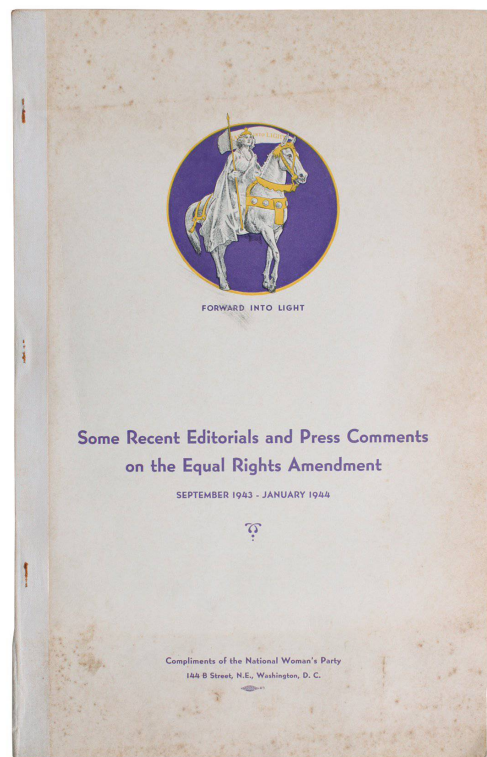 FORWARD INTO LIGHT
Some Recent Editorials and Press Comments
on the Equal Rights Amendment
SEPTEMBER 1943 - JANUARY 1944
Compliments of the National Woman's Party
144 B Street, N.E., Washington, D. C.